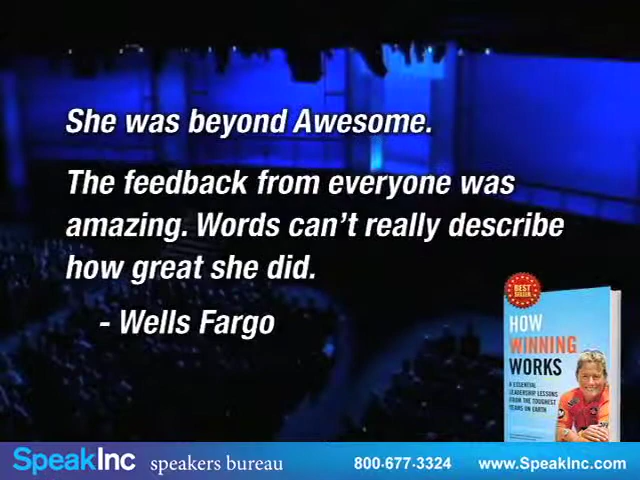 She was beyond Awesome.
The feedback from everyone was
amazing. Words can't really describe
how great she did.
- Wells Fargo
BEST
SELLER
HOW
WINNING
WORKS
8 ESSENTIAL
LEADERSHIP LESSONS
FROM THE TOUGHEST
TEAMS ON EARTH
SpeakInc speakers bureau 800-677-3324 www.SpeakInc.com